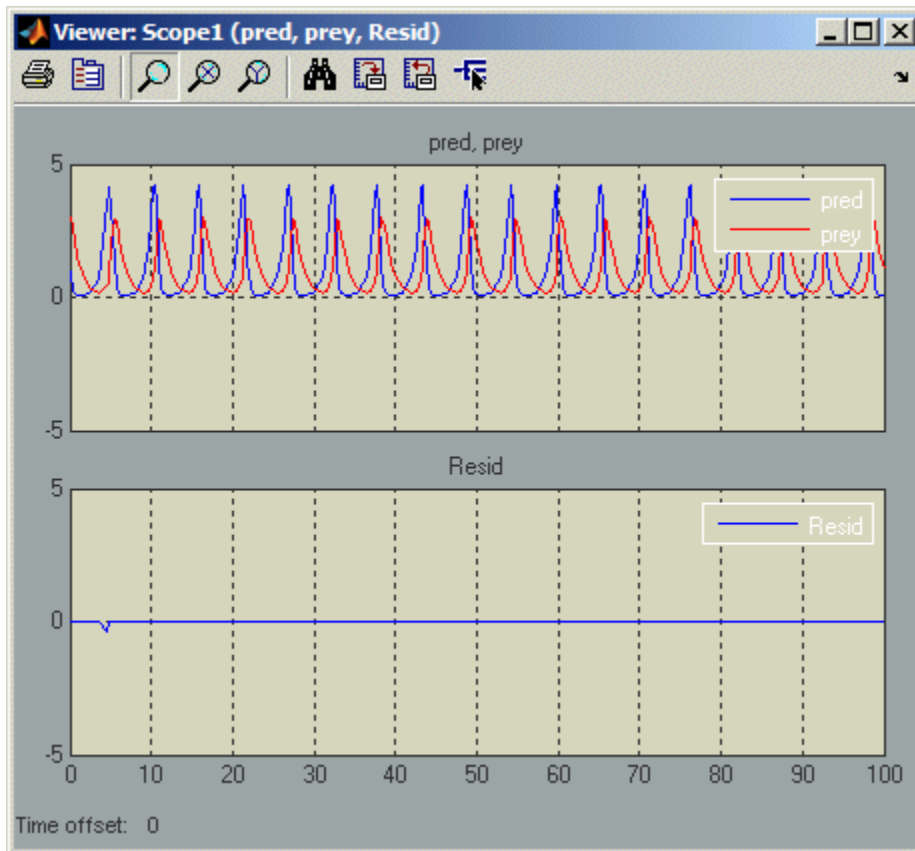 Viewer: Scope1 (pred, prey, Resid)
pred, prey
5
0
-5
pred
prey
Resid
5
0
-5
Resid
0 10 20 30 40 50 60 70 80 90 100
Time offset: 0